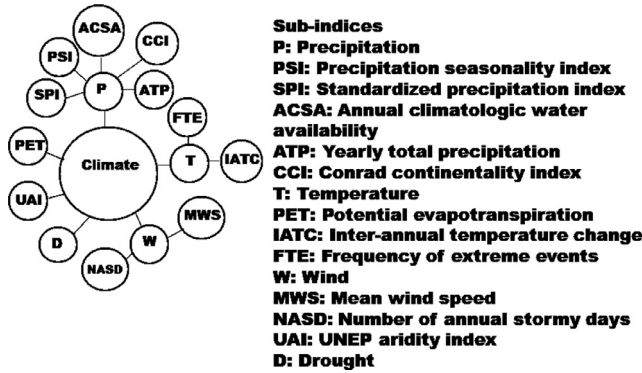 ACSA
CCI
PSI
SPI
P
ATP
FTE
PET
Climate
T
IATC
UAI
MWS
D
W
NASD
Sub-indices
P: Precipitation
PSI: Precipitation seasonality index
SPI: Standardized precipitation index
ACSA: Annual climatologic water
availability
ATP: Yearly total precipitation
CCI: Conrad continentality index
T: Temperature
PET: Potential evapotranspiration
IATC: Inter-annual temperature change
FTE: Frequency of extreme events
W: Wind
MWS: Mean wind speed
NASD: Number of annual stormy days
UAI: UNEP aridity index
D: Drought